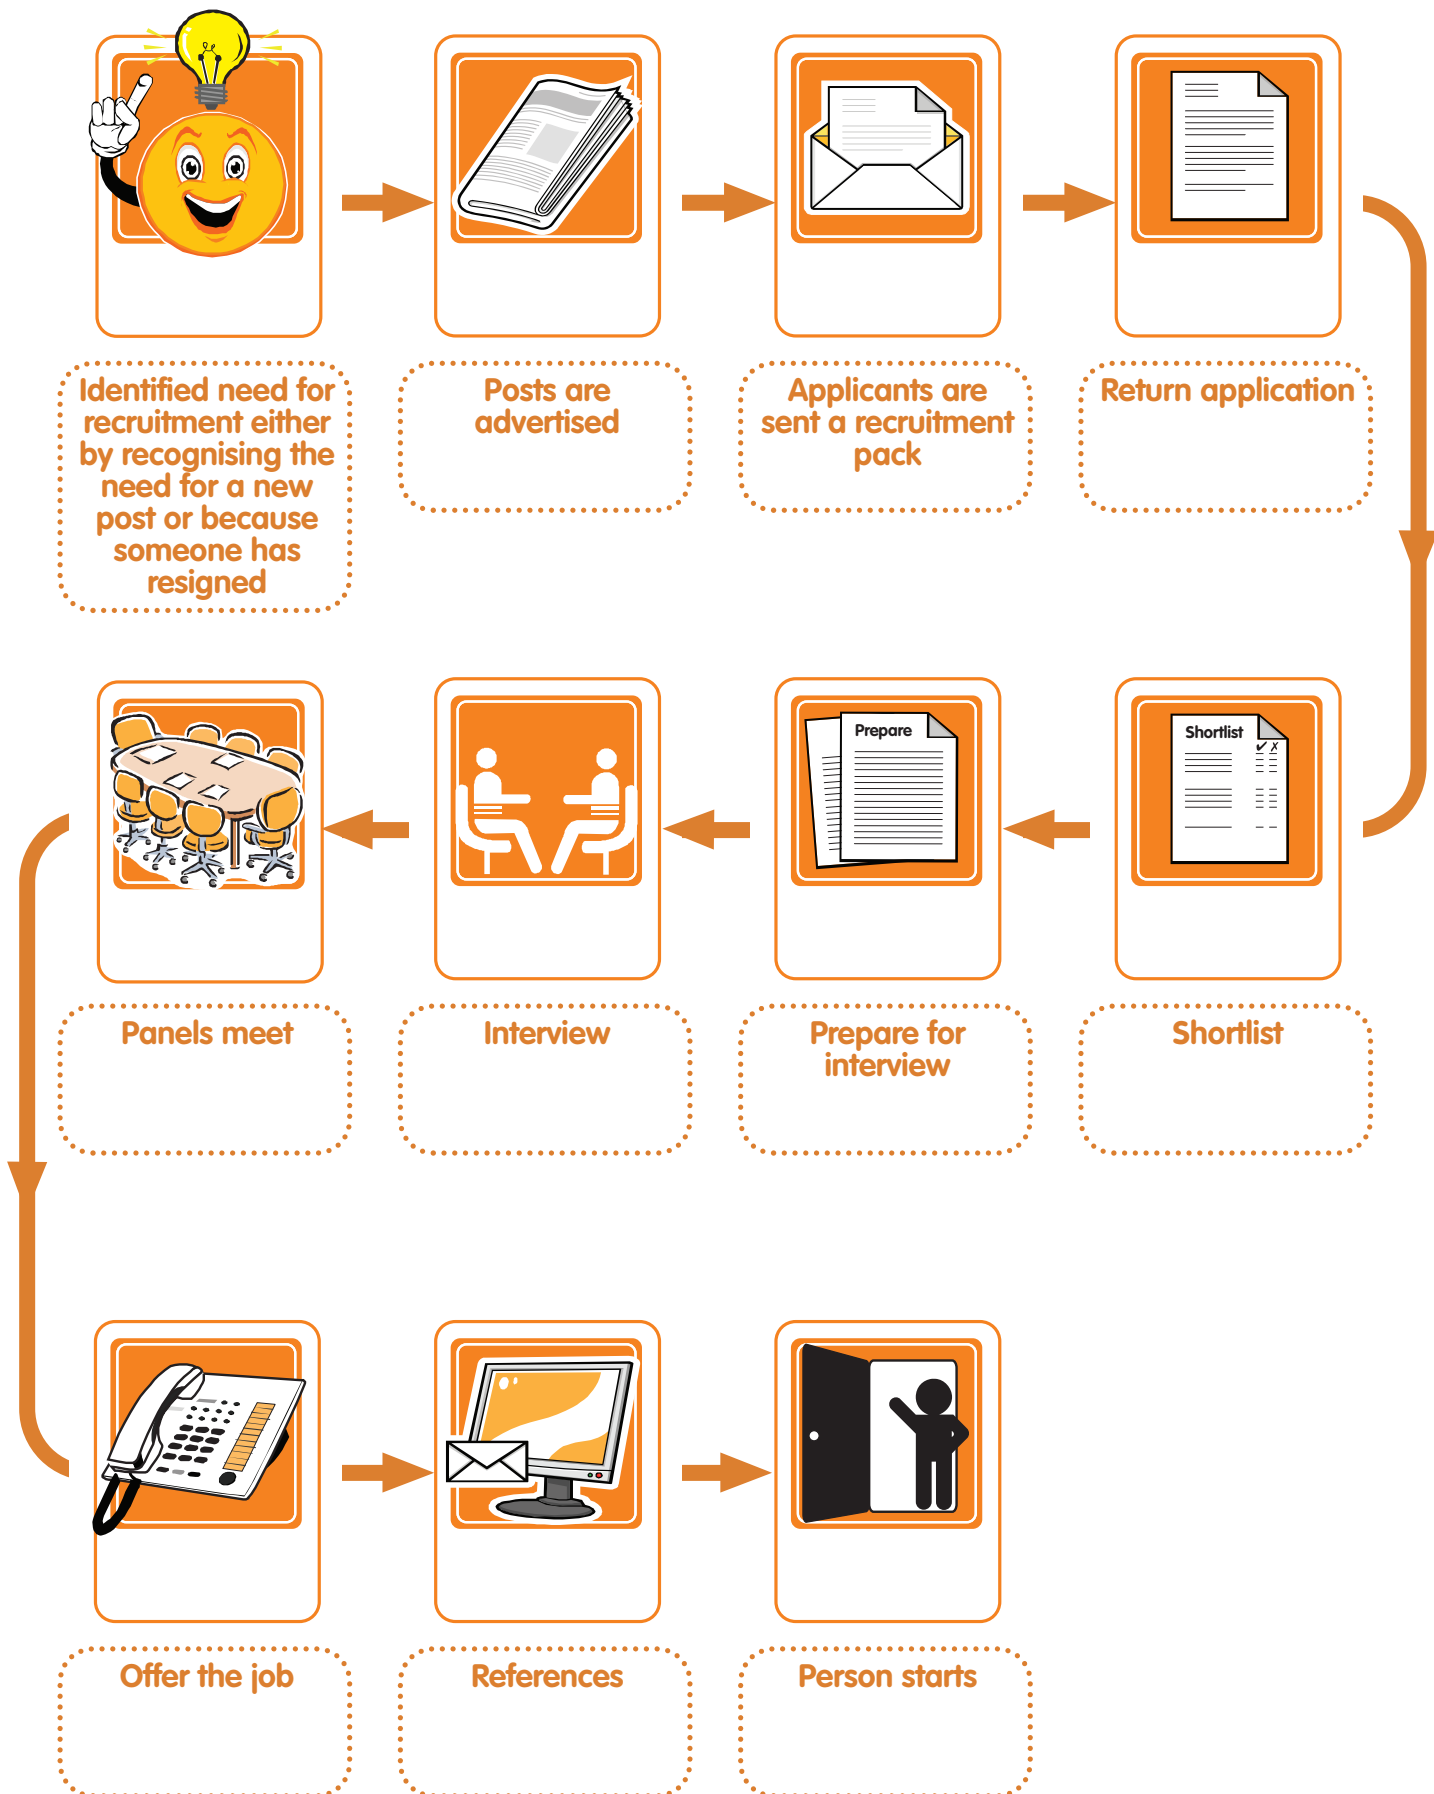 Identified need for
recruitment either
by recognising the
need for a new
post or because
someone has
resigned
Posts are
advertised
Applicants are
sent a recruitment
pack
Return application
Shortlist
Shortlist
Prepare
Prepare for
interview
Interview
Panels meet
Offer the job
References
Person starts